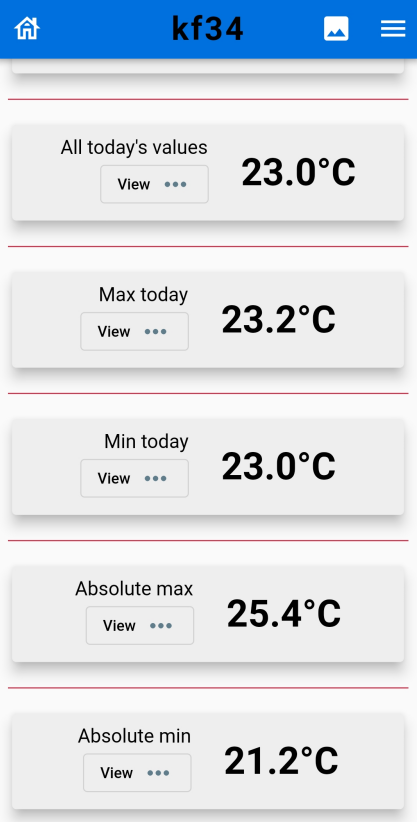 kf34
All today's values
View
23.0°C
Max today
View
23.2°C
Min today
View
23.0°C
Absolute max
View
25.4°C
Absolute min
View
21.2°C